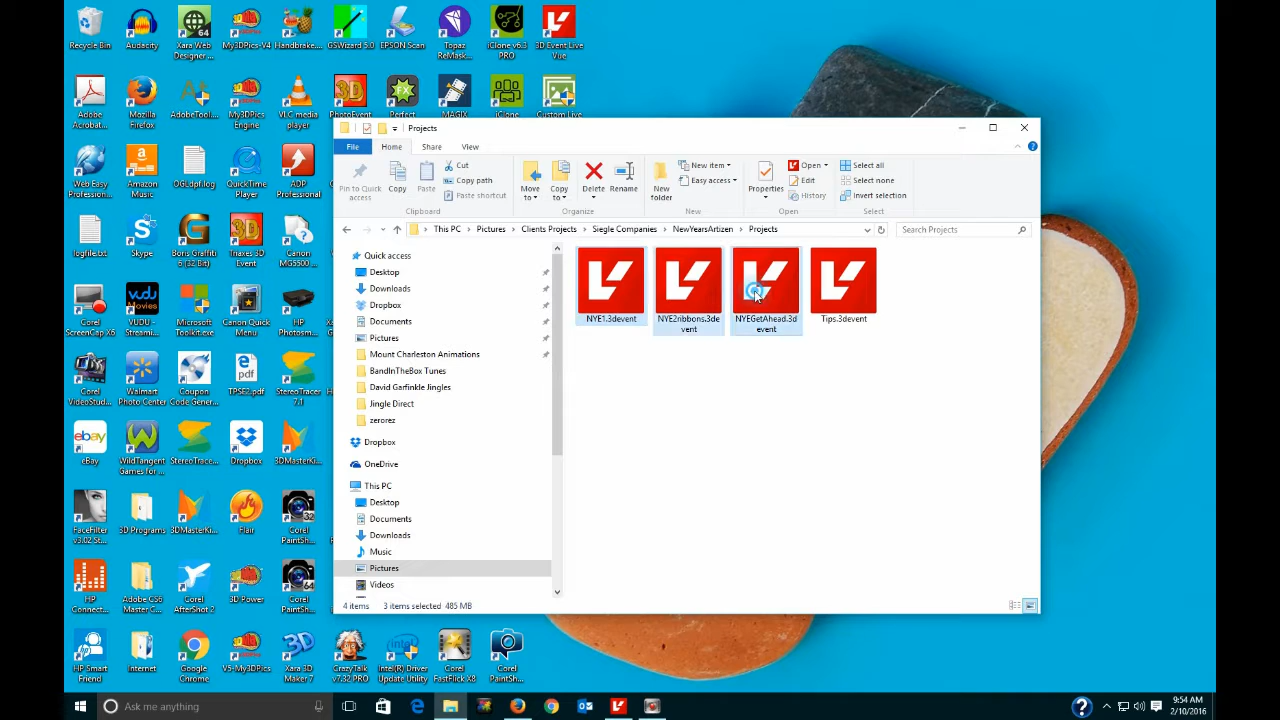 Recycle Bin
Audacity
Xara Web
Designer ...
My3DPics-V4
Handbrake....
GSWizard 5.0
EPSON Scan
Topaz
ReMask...
iClone v6.3
PRO
3D Event Live
Vue
Adobe
Acrobat...
Mozilla
Firefox
AdobeTool...
My3DPics
Engine
VLC media
player
PhotoEvent
Perfect
MAGIX
iClone
Custom Live
Web Easy
Profession...
Amazon
Music
OGLdpf.log
QuickTime
Player
ADP
Professional
logfile.txt
Skype
Boris Graffiti
6 (32 Bit)
Triaxes 3D
Event
Canon
MG5500 ...
Corel
ScreenCap X6
VUDU -
Streami...
Microsoft
Toolkit.exe
Canon Quick
Menu
HP
Photosm...
Corel
VideoStud...
Walmart
Photo Center
Coupon
Code Gener...
TPSE2.pdf
StereoTracer
7.1
eBay
WildTangent
Games for ...
StereoTrace...
Dropbox
3DMasterKi...
FaceFilter
v3.02 St...
3D Programs
3DMasterKi...
Flair
Corel
PaintSh...
HP
Connect...
Adobe CS6
Master C...
Corel
AfterShot 2
3D Power
Corel
PaintSh...
HP Smart
Friend
Internet
Google
Chrome
V5-My3DPics
Xara 3D
Maker 7
CrazyTalk
v7.32 PRO
Intel(R) Driver
Update Utility
Corel
FastFlick X8
Corel
PaintSh...
Projects
File
Home
Share
View
Pin to Quick
access
Copy
Paste
Cut
Copy path
Paste shortcut
Clipboard
Move
to
Copy
to
Delete
Rename
Organize
New
folder
New item
Easy access
New
Properties
Open
Edit
History
Open
Select all
Select none
Invert selection
Select
This PC
Pictures
Clients Projects
Siegle Companies
NewYearsArtizen
Projects
Search Projects
Quick access
Desktop
Downloads
Dropbox
Documents
Pictures
Mount Charleston Animations
BandInTheBox Tunes
David Garfinkle Jingles
Jingle Direct
zerorez
Dropbox
OneDrive
This PC
Desktop
Documents
Downloads
Music
Pictures
Videos
NYE1.3devent
NYE2ribbons.3de
vent
NYEGetAhead.3d
event
Tips.3devent
4 items
3 items selected
485 MB
Ask me anything
9:54 AM
2/10/2016